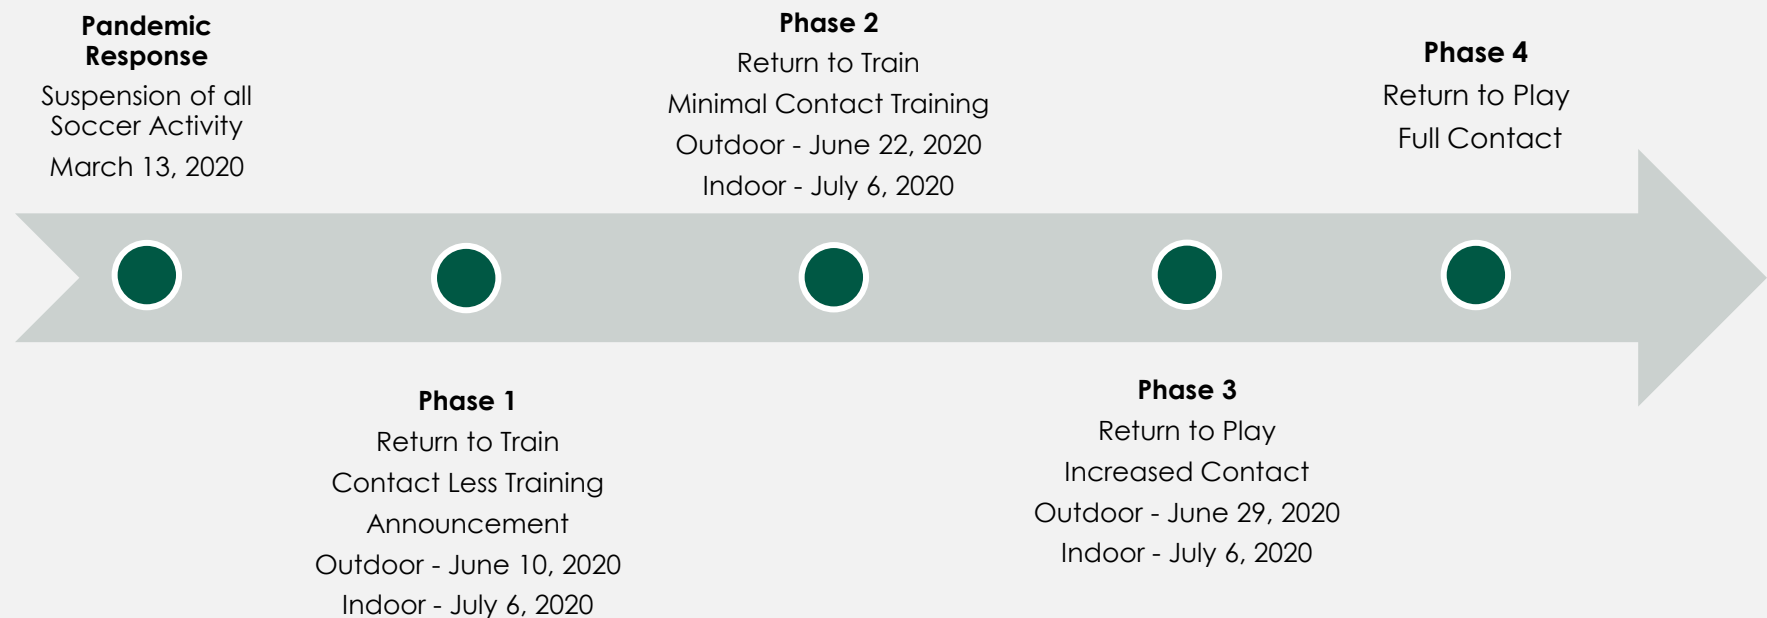 Pandemic
Response
Suspension of all
Soccer Activity
March 13, 2020
Phase 1
Return to Train
Contact Less Training
Announcement
Outdoor - June 10, 2020
Indoor - July 6, 2020
Phase 2
Return to Train
Minimal Contact Training
Outdoor - June 22, 2020
Indoor - July 6, 2020
Phase 3
Return to Play
Increased Contact
Outdoor - June 29, 2020
Indoor - July 6, 2020
Phase 4
Return to Play
Full Contact